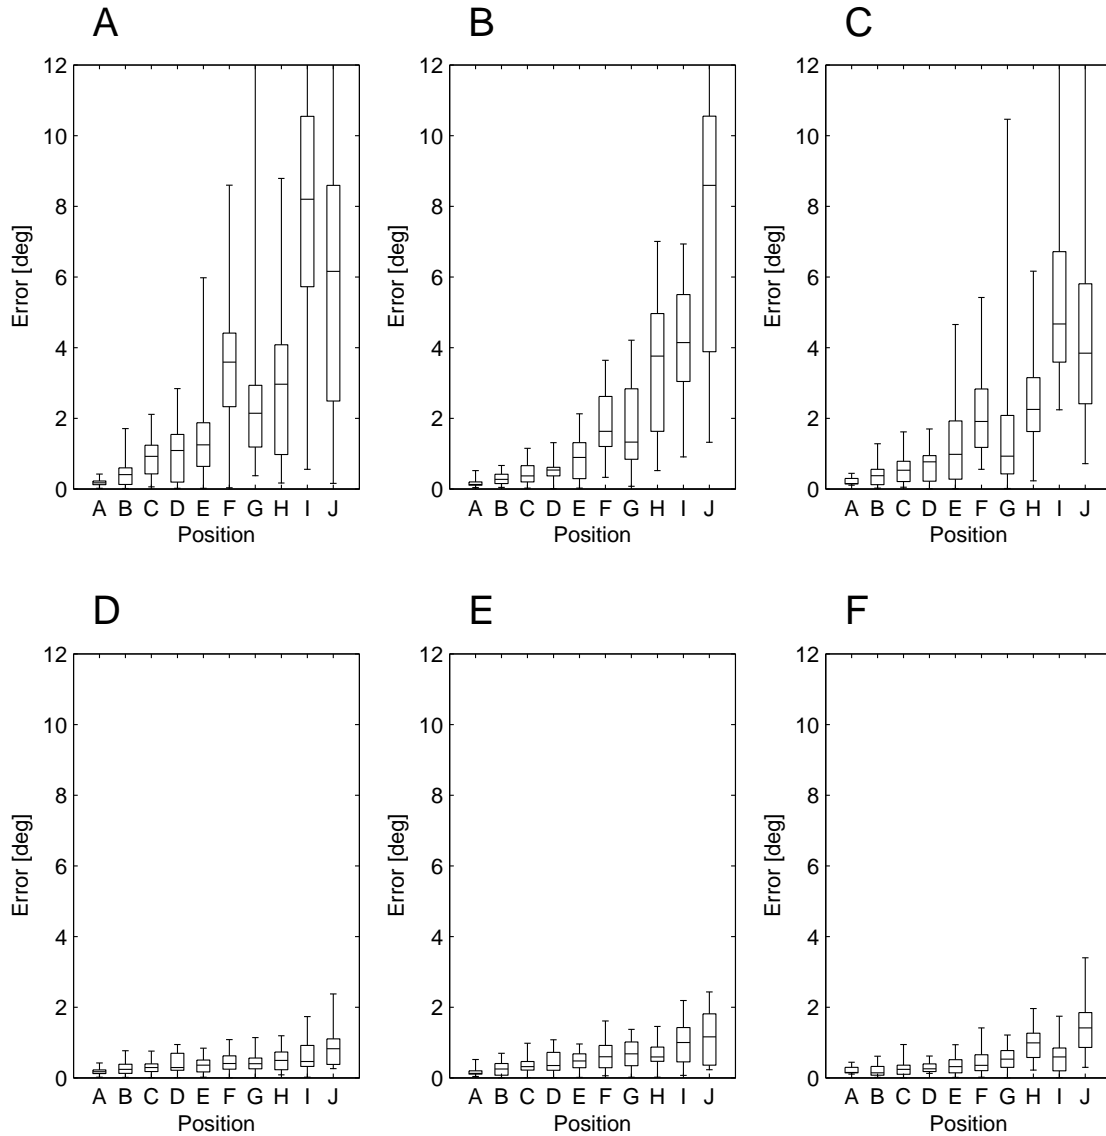 A B C
12 12 12
10 10 10
8 8 8
6 6 6
4 4 4
2 2 2
0 0 0
Error [deg] Error [deg] Error [deg]
A B C D E F G H I J A B C D E F G H I J A B C D E F G H I J
Position Position Position
D E F
12 12 12
10 10 10
8 8 8
6 6 6
4 4 4
2 2 2
0 0 0
Error [deg] Error [deg] Error [deg]
A B C D E F G H I J A B C D E F G H I J A B C D E F G H I J
Position Position Position